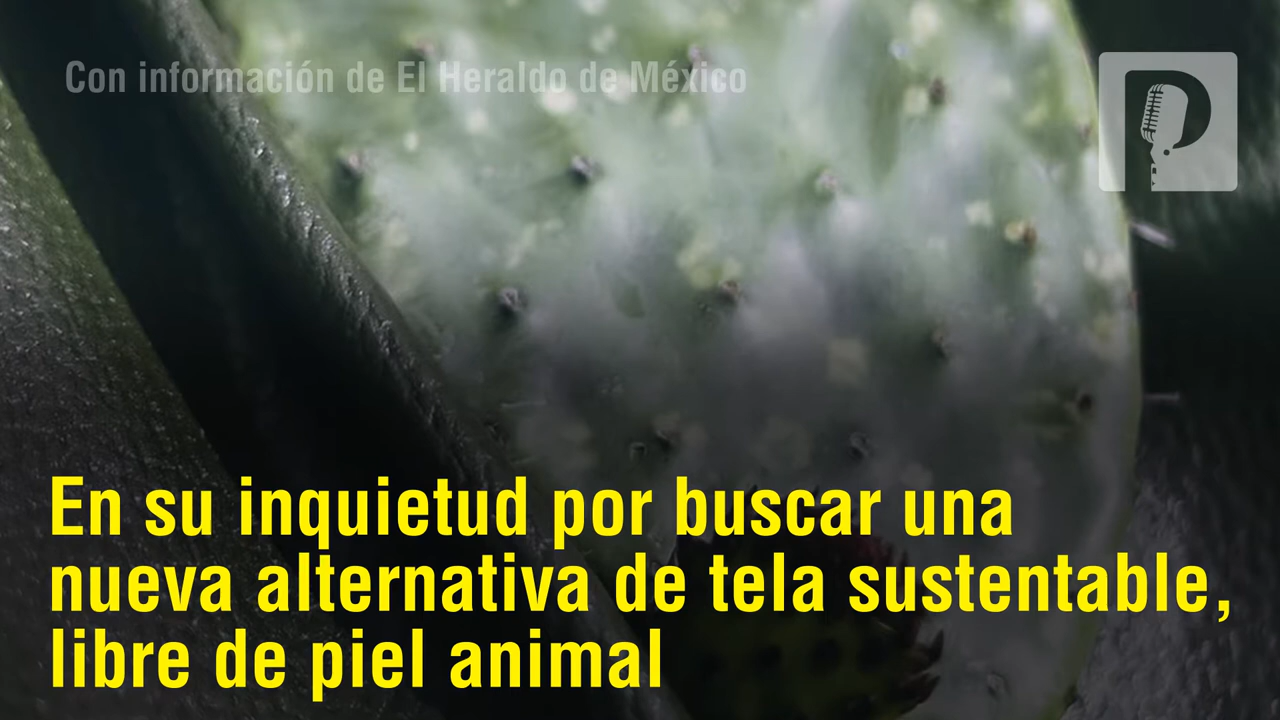 Con información de El Heraldo de México
En su inquietud por buscar una
nueva alternativa de tela sustentable,
libre de piel animal